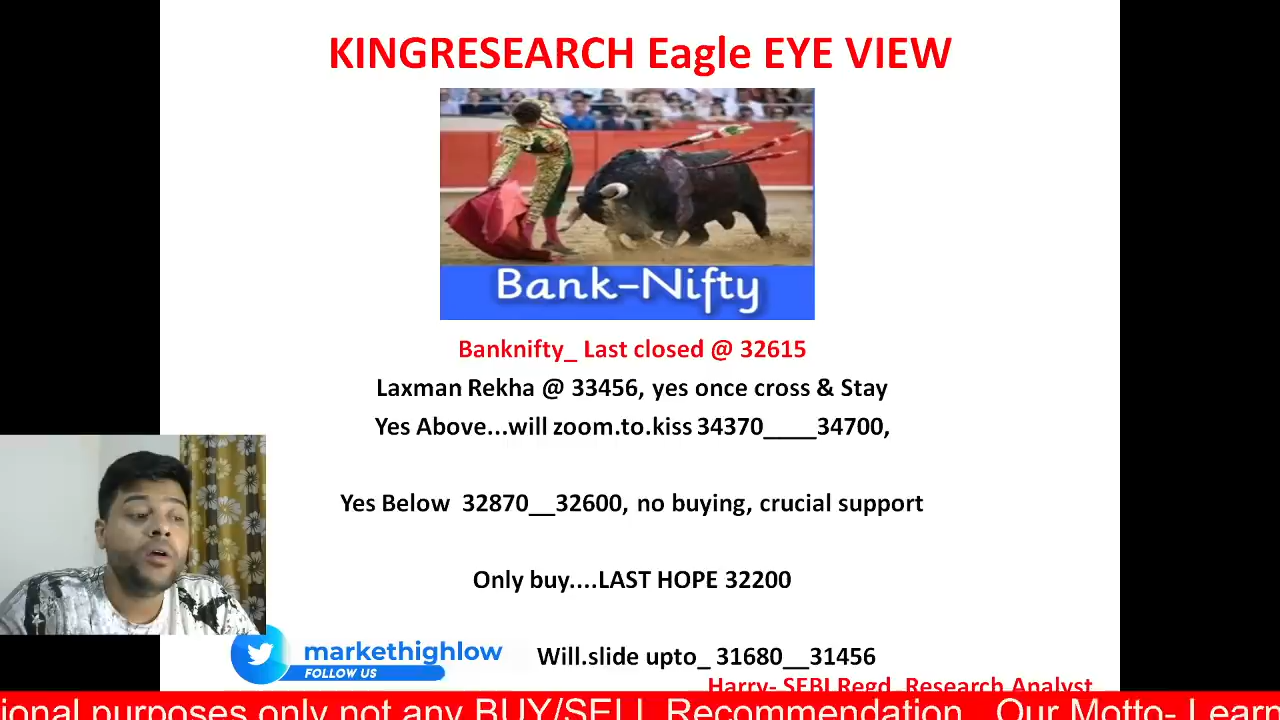 KINGRESEARCH Eagle EYE VIEW
Bank-Nifty
Banknifty_ Last closed @ 32615
Laxman Rekha @ 33456, yes once cross & Stay
Yes Above...will zoom.to.kiss 34370____34700,
Yes Below 32870__32600, no buying, crucial support
Only buy....LAST HOPE 32200
markethighlow
FOLLOW US
Will.slide upto_ 31680__31456
Harry- SEBI Regd. Research Analyst
ional purposes only not any BUY/SELL Recommendation. Our Motto- Learn